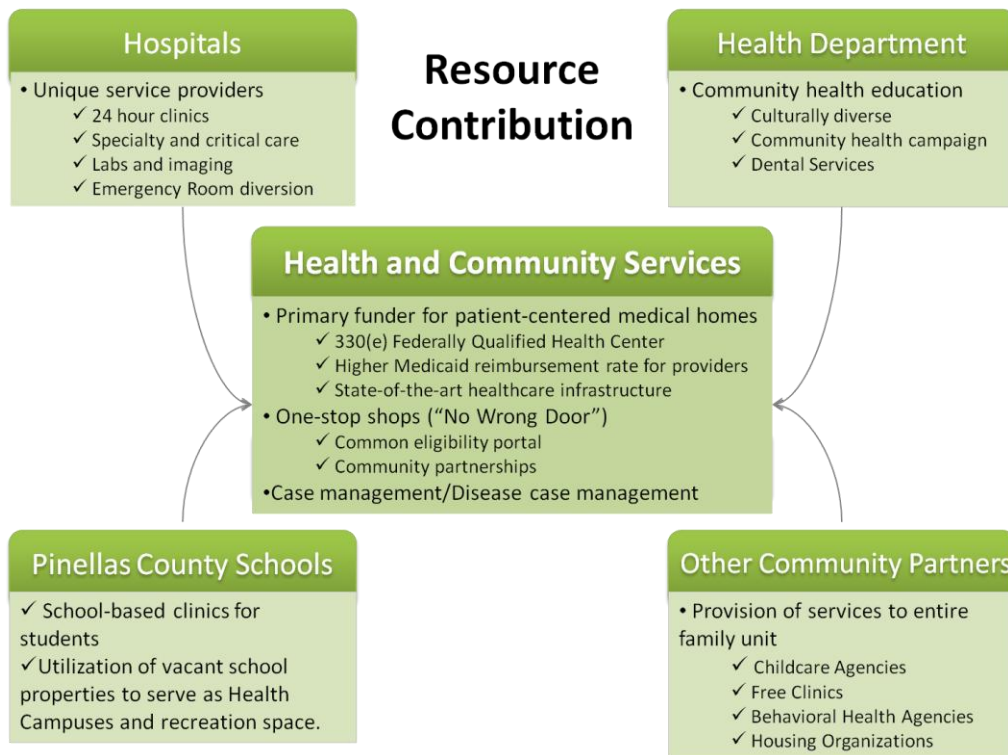 Hospitals
• Unique service providers
✓ 24 hour clinics
✓ Specialty and critical care
✓ Labs and imaging
✓ Emergency Room diversion
Resource
Contribution
Health Department
• Community health education
✓ Culturally diverse
✓ Community health campaign
✓ Dental Services
Health and Community Services
• Primary funder for patient-centered medical homes
✓ 330(e) Federally Qualified Health Center
✓ Higher Medicaid reimbursement rate for providers
✓ State-of-the-art healthcare infrastructure
• One-stop shops (“No Wrong Door”)
✓ Common eligibility portal
✓ Community partnerships
•Case management/Disease case management
Pinellas County Schools
✓ School-based clinics for
students
✓Utilization of vacant school
properties to serve as Health
Campuses and recreation space.
Other Community Partners
• Provision of services to entire
family unit
✓ Childcare Agencies
✓ Free Clinics
✓ Behavioral Health Agencies
✓ Housing Organizations